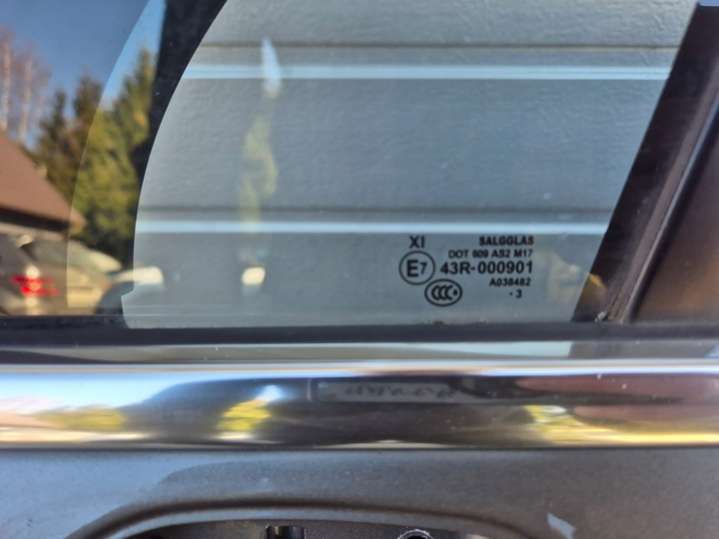 XI SALGGLAS
DOT 609 AS2 M17
E7 43R-000901
CCC A038482
· 3